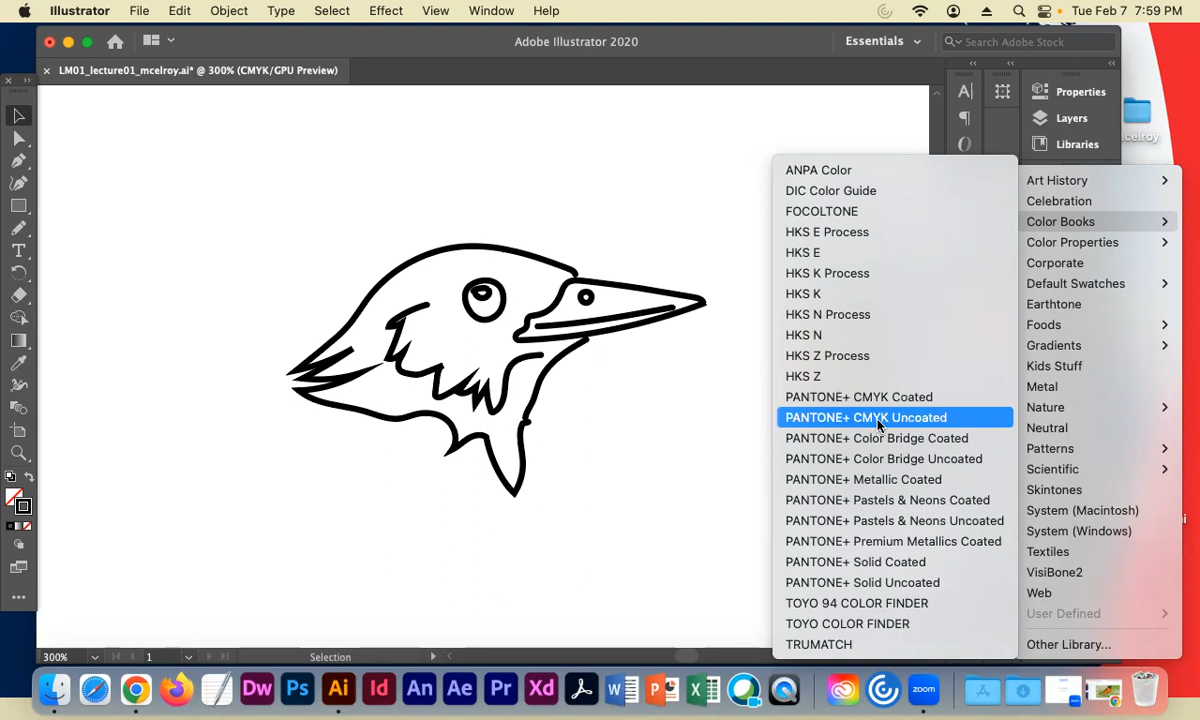 Illustrator File Edit Object Type Select Effect View Window Help Tue Feb 7 7:59 PM
Adobe Illustrator 2020 Essentials Search Adobe Stock
× LM01_lecture01_mcelroy.ai* @ 300% (CMYK/GPU Preview)
Properties
Layers
Libraries
celroy
ANPA Color
DIC Color Guide
FOCOLTONE
HKS E Process
HKS E
HKS K Process
HKS K
HKS N Process
HKS N
HKS Z Process
HKS Z
PANTONE+ CMYK Coated
PANTONE+ CMYK Uncoated
PANTONE+ Color Bridge Coated
PANTONE+ Color Bridge Uncoated
PANTONE+ Metallic Coated
PANTONE+ Pastels & Neons Coated
PANTONE+ Pastels & Neons Uncoated
PANTONE+ Premium Metallics Coated
PANTONE+ Solid Coated
PANTONE+ Solid Uncoated
TOYO 94 COLOR FINDER
TOYO COLOR FINDER
TRUMATCH
Art History
Celebration
Color Books
Color Properties
Corporate
Default Swatches
Earthtone
Foods
Gradients
Kids Stuff
Metal
Nature
Neutral
Patterns
Scientific
Skintones
System (Macintosh)
System (Windows)
Textiles
VisiBone2
Web
User Defined
Other Library...
ai
300% 1 Selection
Dw Ps Ai Id An Ae Pr Xd W P X zoom